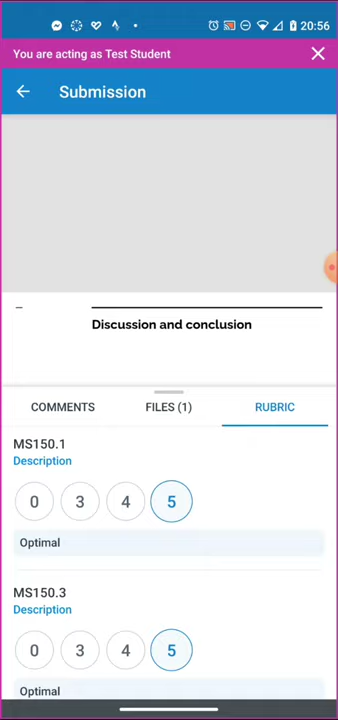 20:56
You are acting as Test Student
Submission
Discussion and conclusion
COMMENTS FILES (1) RUBRIC
MS150.1
Description
0 3 4 5
Optimal
MS150.3
Description
0 3 4 5
Optimal